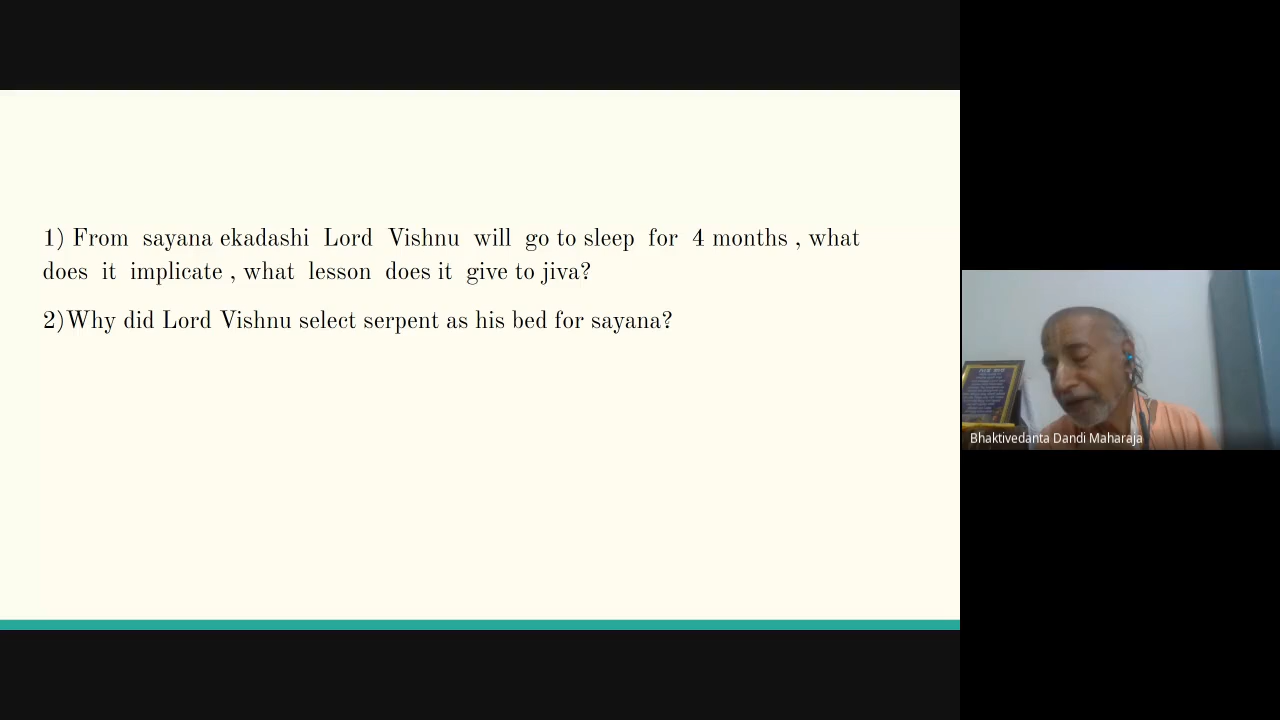 1) From sayana ekadashi Lord Vishnu will go to sleep for 4 months , what
does it implicate , what lesson does it give to jiva?
2)Why did Lord Vishnu select serpent as his bed for sayana?
Bhaktivedanta Dandi Maharaja